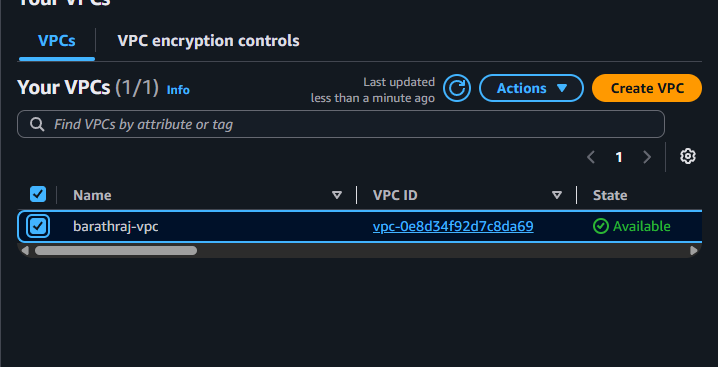 Your VPCs
VPCs
VPC encryption controls
Your VPCs (1/1) Info
Last updated
less than a minute ago
Actions
Create VPC
Find VPCs by attribute or tag
1
Name
VPC ID
State
barathraj-vpc
vpc-0e8d34f92d7c8da69
Available